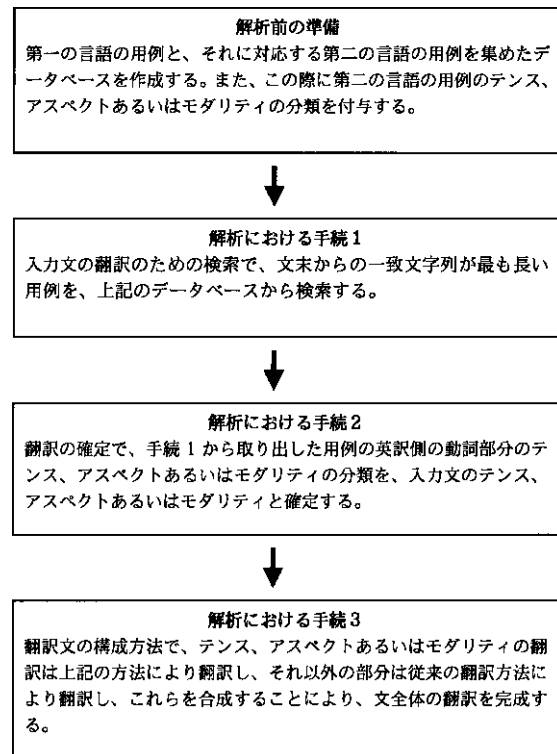 解析前の準備
第一の言語の用例と、それに対応する第二の言語の用例を集めたデ
ータベースを作成する。また、この際に第二の言語の用例のテンス、
アスペクトあるいはモダリティの分類を付与する。
解析における手続1
入力文の翻訳のための検索で、文末からの一致文字列が最も長い
用例を、上記のデータベースから検索する。
解析における手続2
翻訳の確定で、手続 1 から取り出した用例の英訳側の動詞部分のテ
ンス、アスペクトあるいはモダリティの分類を、入力文のテンス、
アスペクトあるいはモダリティと確定する。
解析における手続3
翻訳文の構成方法で、テンス、アスペクトあるいはモダリティの翻
訳は上記の方法により翻訳し、それ以外の部分は従来の翻訳方法に
より翻訳し、これらを合成することにより、文全体の翻訳を完成す
る。